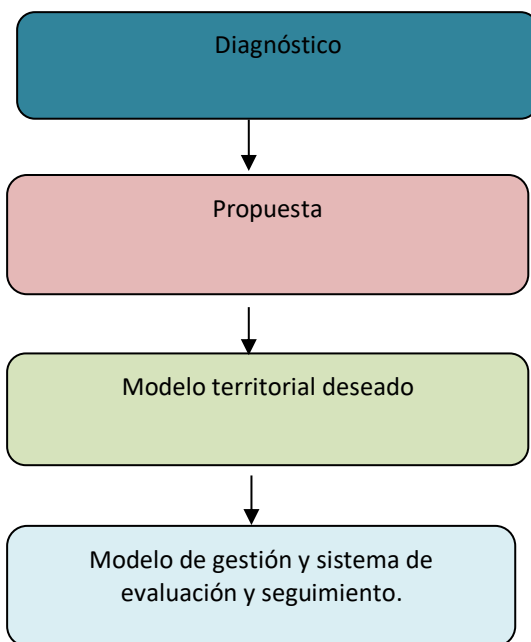 Diagnóstico
Propuesta
Modelo territorial deseado
Modelo de gestión y sistema de
evaluación y seguimiento.